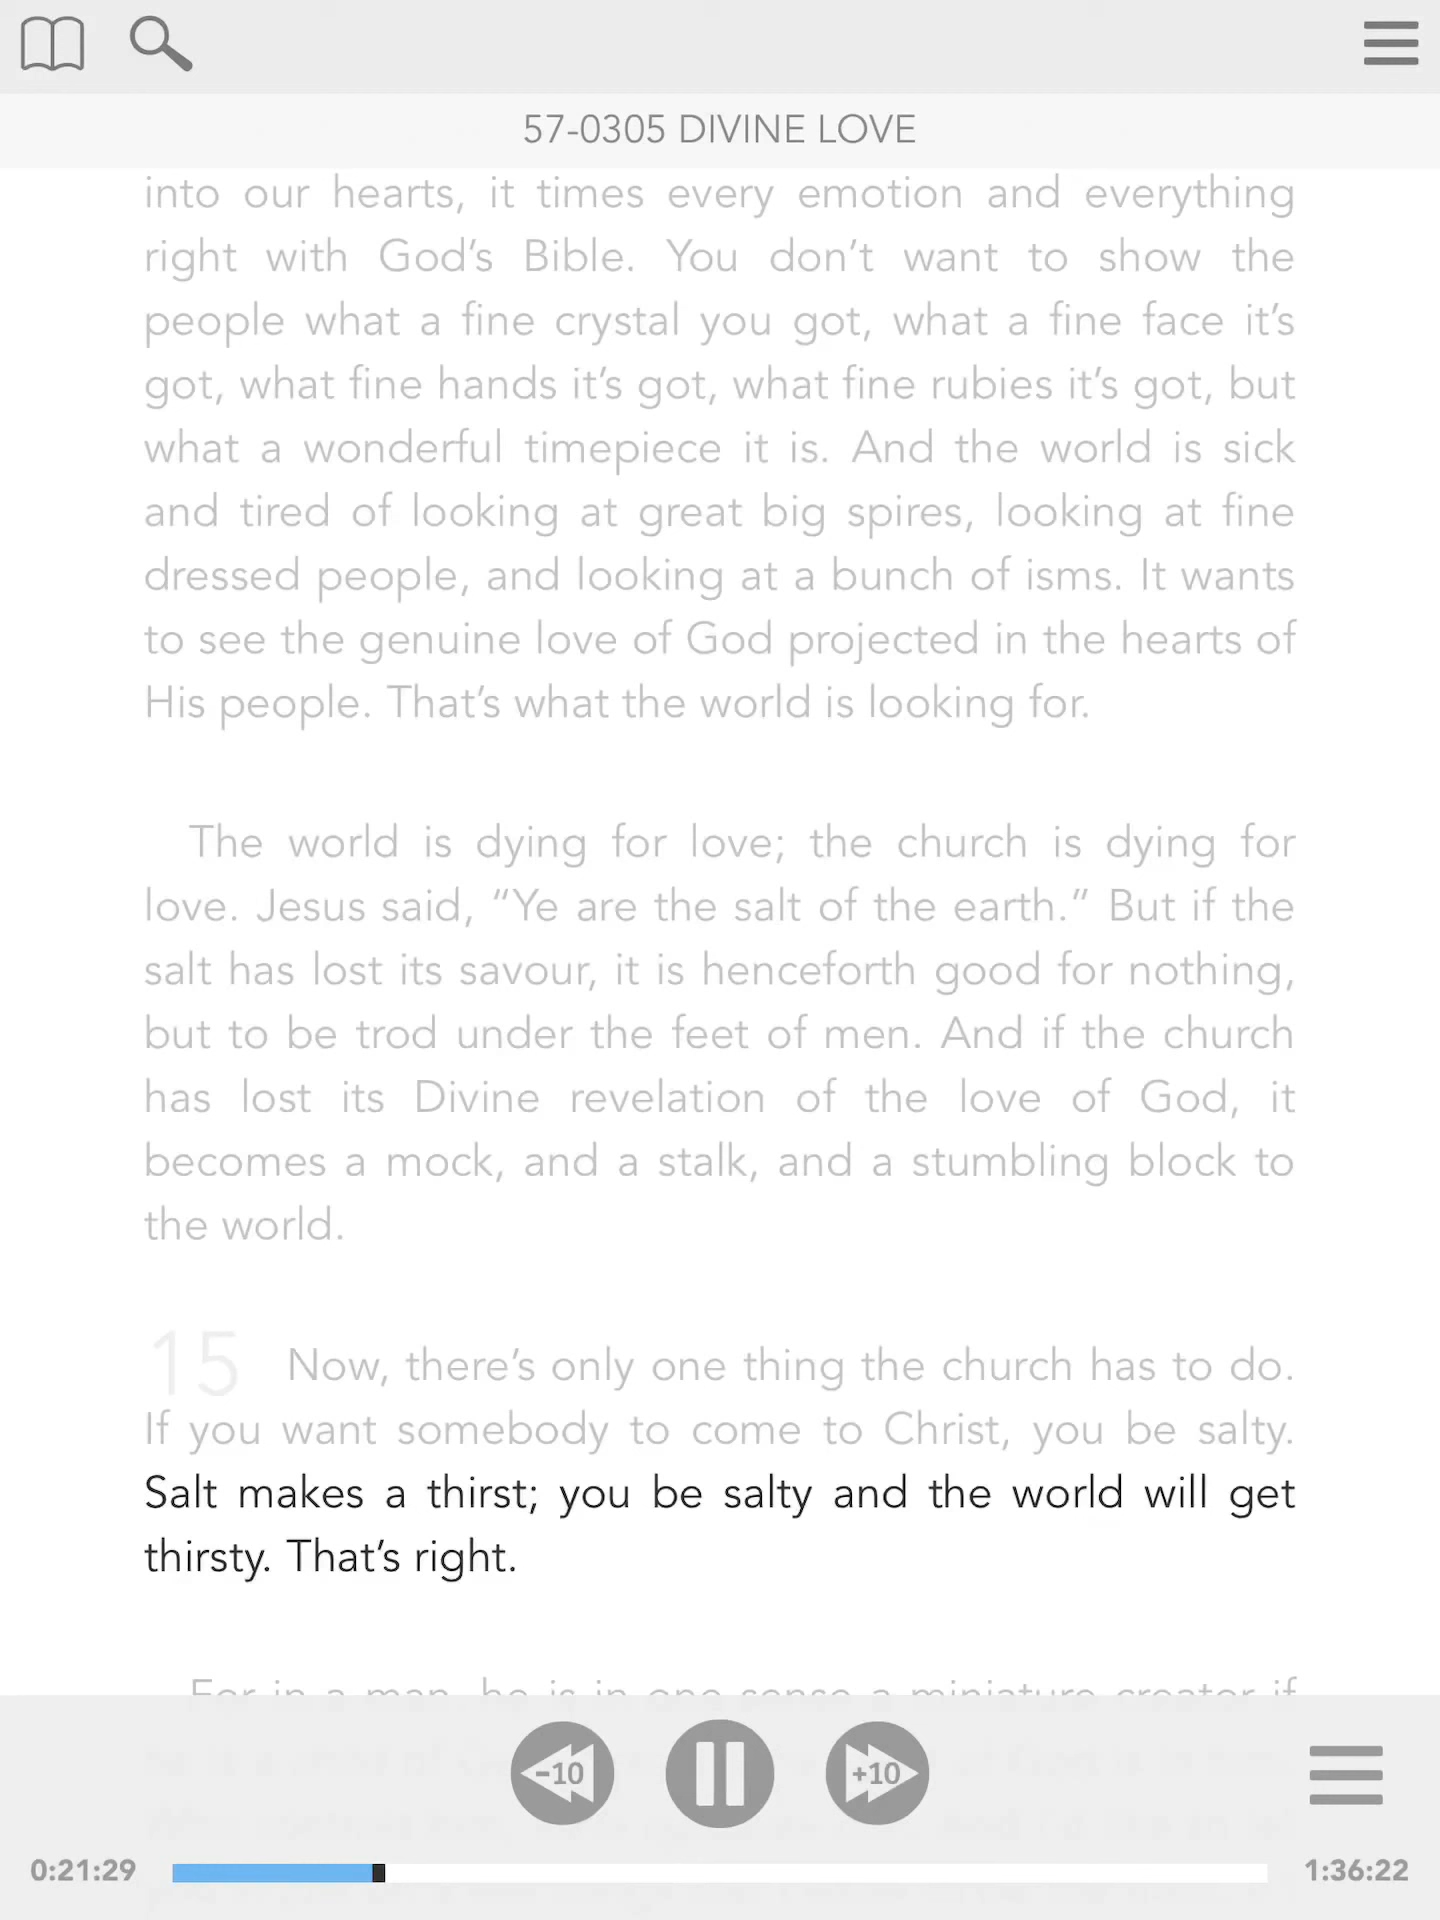 57-0305 DIVINE LOVE
into our hearts, it times every emotion and everything
right with God’s Bible. You don’t want to show the
people what a fine crystal you got, what a fine face it’s
got, what fine hands it’s got, what fine rubies it’s got, but
what a wonderful timepiece it is. And the world is sick
and tired of looking at great big spires, looking at fine
dressed people, and looking at a bunch of isms. It wants
to see the genuine love of God projected in the hearts of
His people. That’s what the world is looking for.
The world is dying for love; the church is dying for
love. Jesus said, “Ye are the salt of the earth.” But if the
salt has lost its savour, it is henceforth good for nothing,
but to be trod under the feet of men. And if the church
has lost its Divine revelation of the love of God, it
becomes a mock, and a stalk, and a stumbling block to
the world.
15 Now, there’s only one thing the church has to do.
If you want somebody to come to Christ, you be salty.
Salt makes a thirst; you be salty and the world will get
thirsty. That’s right.
For in a man, he is in one sense a miniature creator if
-10 +10
0:21:29 1:36:22